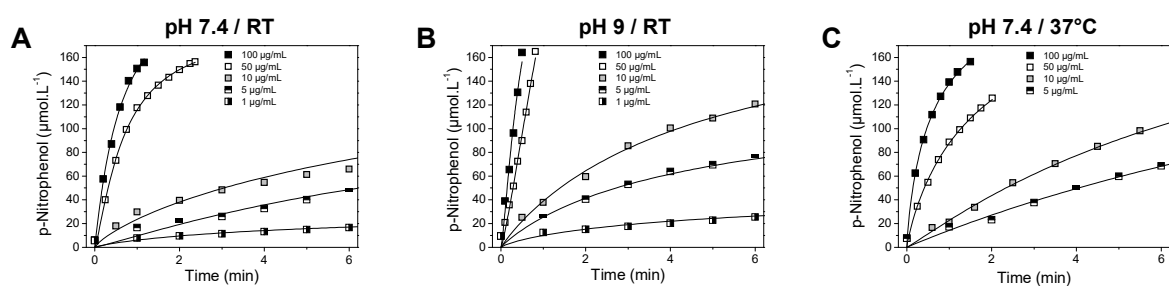 A
pH 7.4 / RT
p-Nitrophenol (µmol.L⁻¹)
160
140
120
100
80
60
40
20
0
100 µg/mL
50 µg/mL
10 µg/mL
5 µg/mL
1 µg/mL
0
2
4
6
Time (min)
B
pH 9 / RT
p-Nitrophenol (µmol.L⁻¹)
160
140
120
100
80
60
40
20
0
100 µg/mL
50 µg/mL
10 µg/mL
5 µg/mL
1 µg/mL
0
1
2
3
4
5
6
Time (min)
C
pH 7.4 / 37°C
p-Nitrophenol (µmol.L⁻¹)
160
140
120
100
80
60
40
20
0
100 µg/mL
50 µg/mL
10 µg/mL
5 µg/mL
0
2
4
6
Time (min)